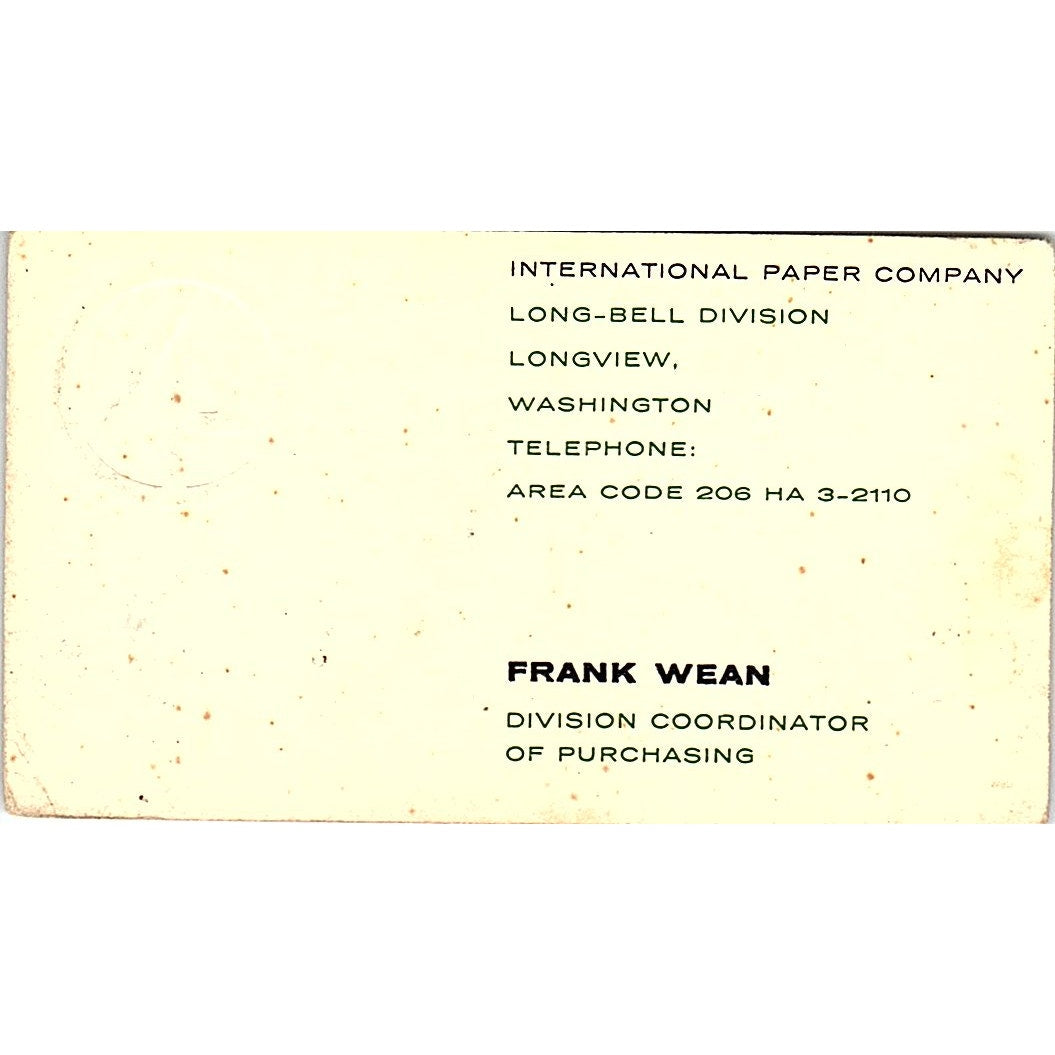 INTERNATIONAL PAPER COMPANY
LONG-BELL DIVISION
LONGVIEW,
WASHINGTON
TELEPHONE:
AREA CODE 206 HA 3-2110
FRANK WEAN
DIVISION COORDINATOR
OF PURCHASING